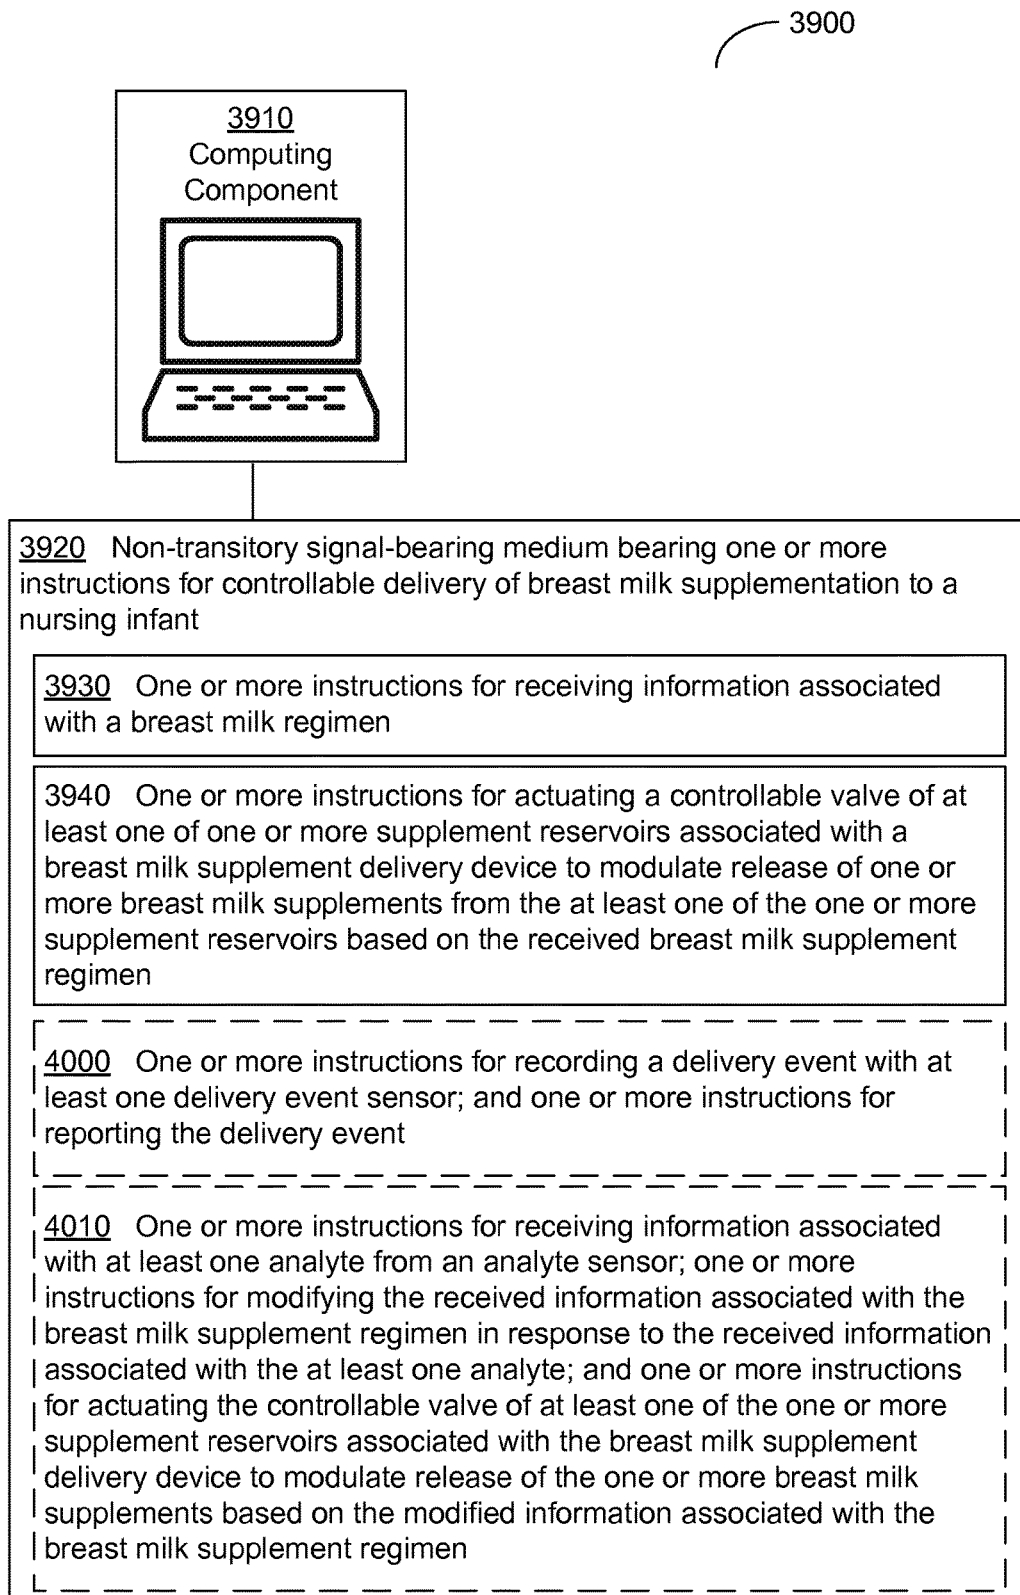 3900
3910
Computing
Component
3920 Non-transitory signal-bearing medium bearing one or more
instructions for controllable delivery of breast milk supplementation to a
nursing infant
3930 One or more instructions for receiving information associated
with a breast milk regimen
3940 One or more instructions for actuating a controllable valve of at
least one of one or more supplement reservoirs associated with a
breast milk supplement delivery device to modulate release of one or
more breast milk supplements from the at least one of the one or more
supplement reservoirs based on the received breast milk supplement
regimen
4000 One or more instructions for recording a delivery event with at
least one delivery event sensor; and one or more instructions for
reporting the delivery event
4010 One or more instructions for receiving information associated
with at least one analyte from an analyte sensor; one or more
instructions for modifying the received information associated with the
breast milk supplement regimen in response to the received information
associated with the at least one analyte; and one or more instructions
for actuating the controllable valve of at least one of the one or more
supplement reservoirs associated with the breast milk supplement
delivery device to modulate release of the one or more breast milk
supplements based on the modified information associated with the
breast milk supplement regimen